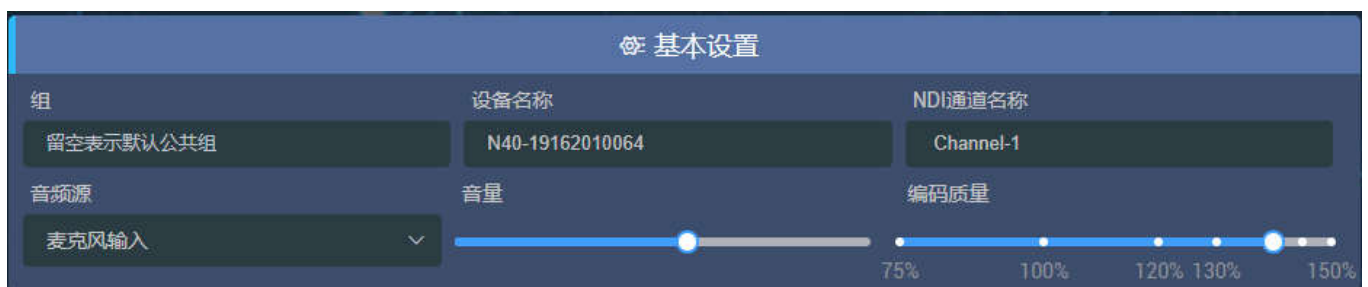 基本设置
组 设备名称 NDI通道名称
留空表示默认公共组 N40-19162010064 Channel-1
音频源 音量 编码质量
麦克风输入
75% 100% 120% 130% 150%